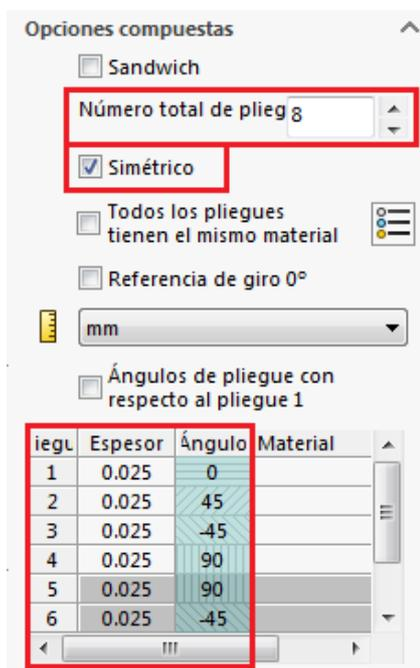 Opciones compuestas
Sandwich
Número total de plieg 8
Simétrico
Todos los pliegues
tienen el mismo material
Referencia de giro 0º
mm
Ángulos de pliegue con
respecto al pliegue 1
iegu Espesor Ángulo Material
1 0.025 0
2 0.025 45
3 0.025 -45
4 0.025 90
5 0.025 90
6 0.025 -45